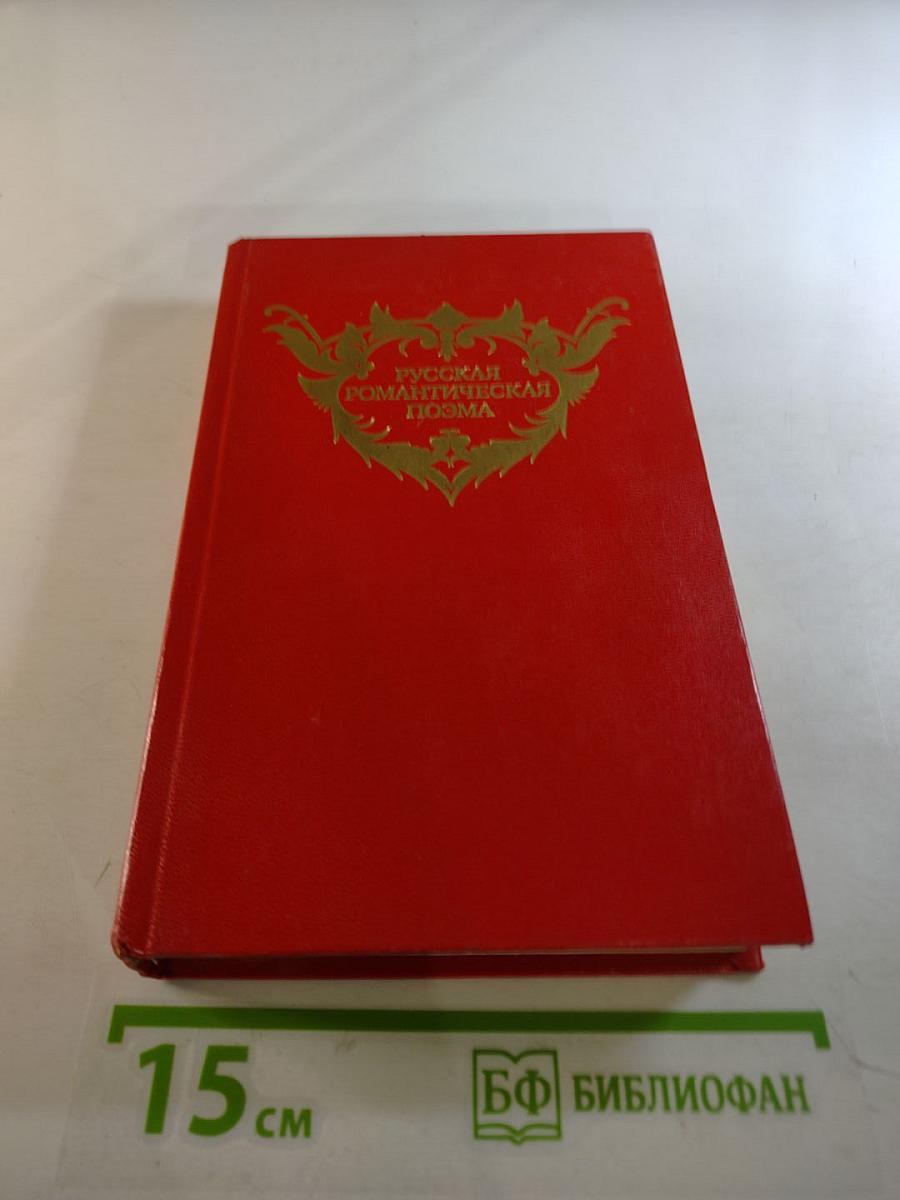 РУССКАЯ
РОМАНТИЧЕСКАЯ
ПОЭМА
15 см
БФ БИБЛИОФАН